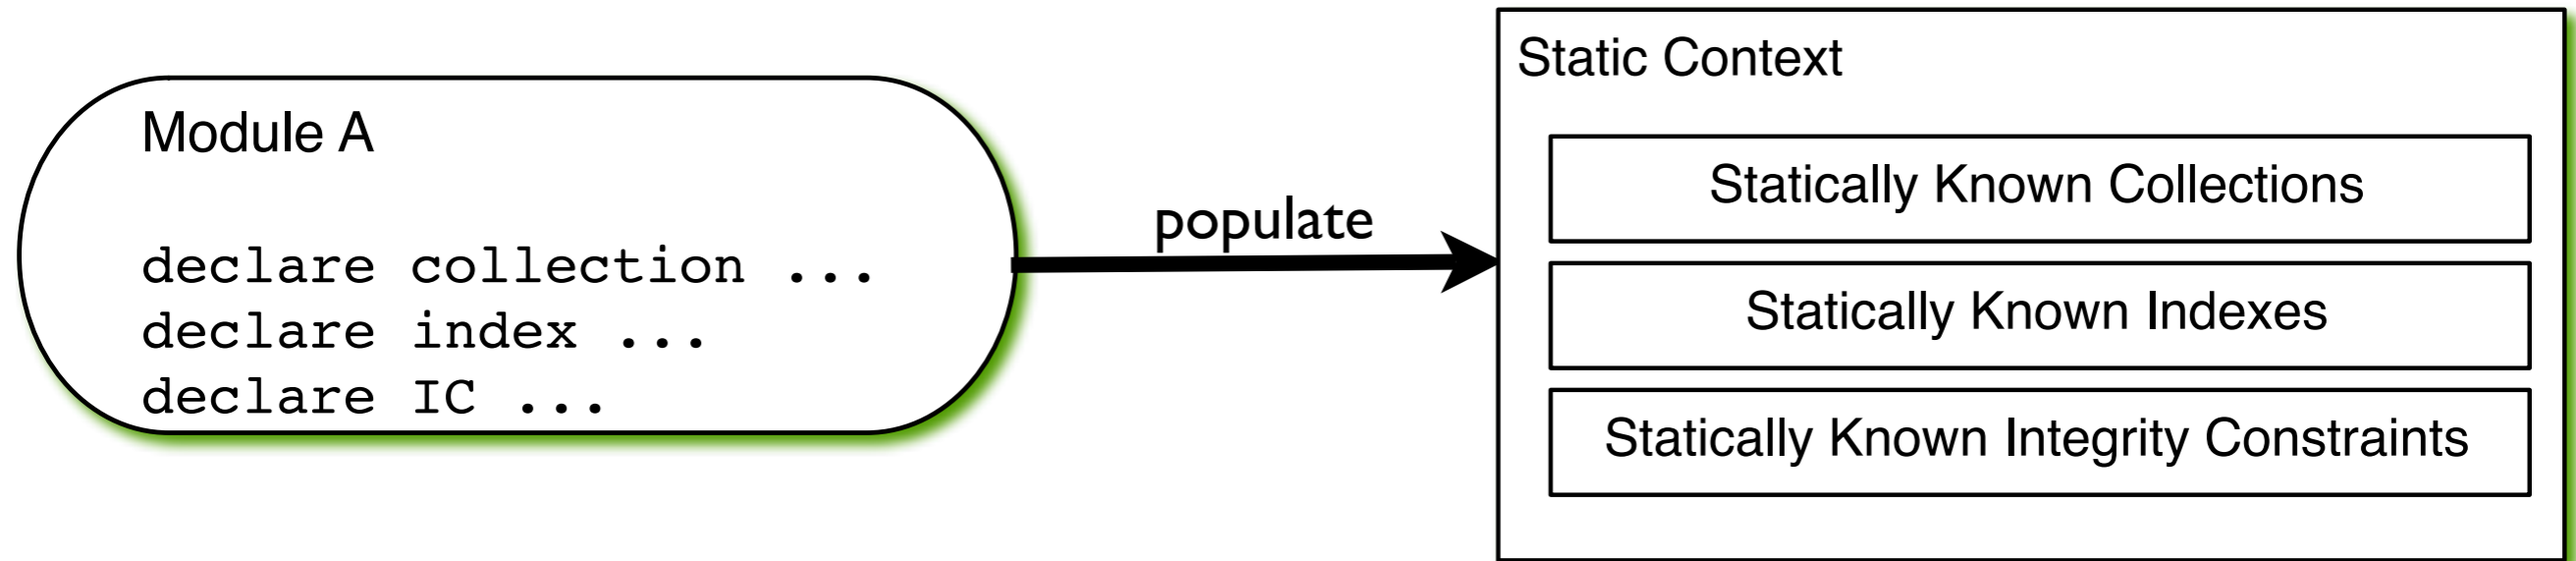 Module A
declare collection ...
declare index ...
declare IC ...
populate
Static Context
Statically Known Collections
Statically Known Indexes
Statically Known Integrity Constraints